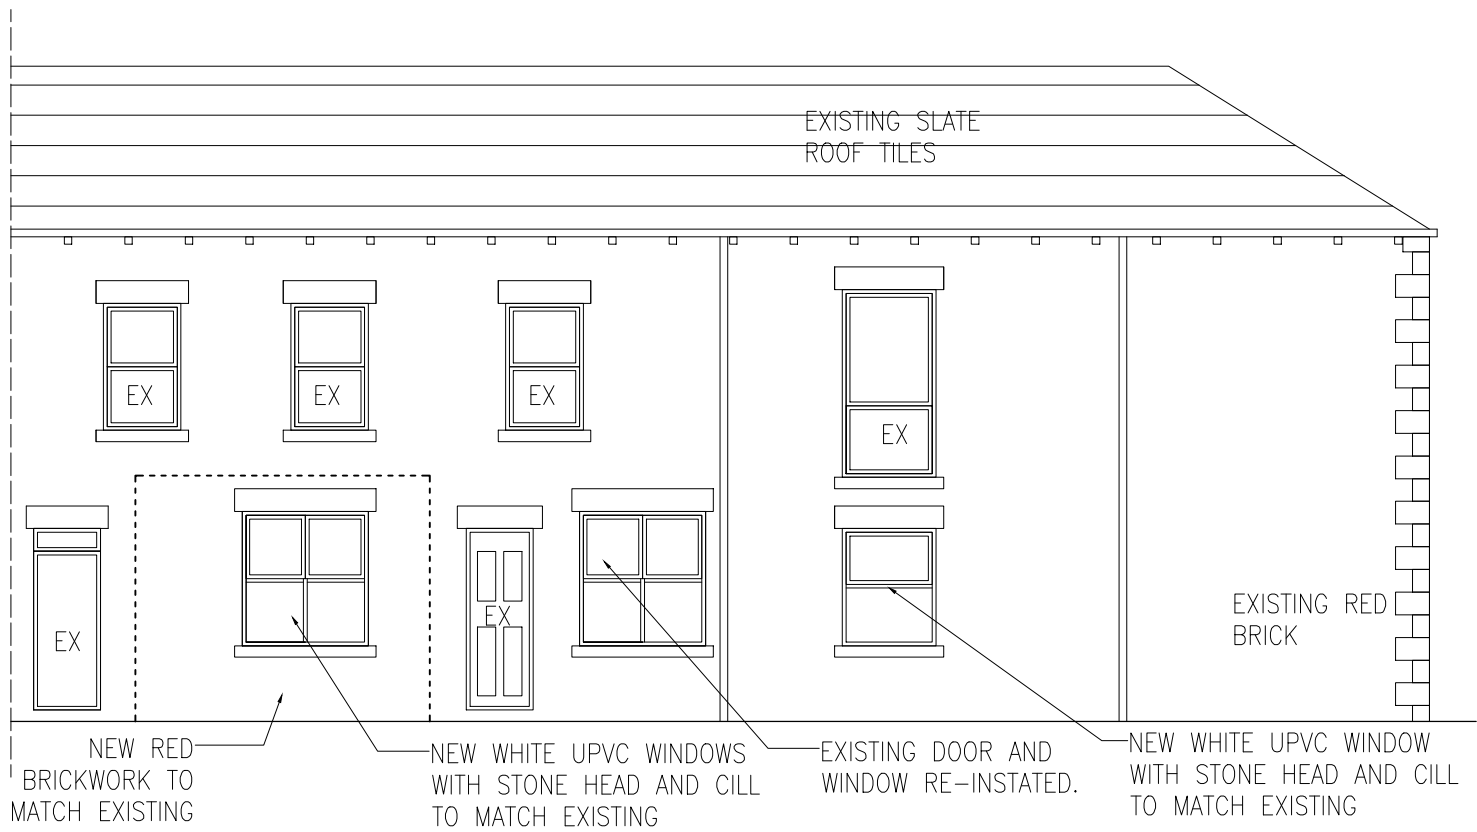 EXISTING SLATE
ROOF TILES
EX
EX
EX
EX
EX
EX
EXISTING RED
BRICK
NEW RED
BRICKWORK TO
MATCH EXISTING
NEW WHITE UPVC WINDOWS
WITH STONE HEAD AND CILL
TO MATCH EXISTING
EXISTING DOOR AND
WINDOW RE-INSTATED.
NEW WHITE UPVC WINDOW
WITH STONE HEAD AND CILL
TO MATCH EXISTING